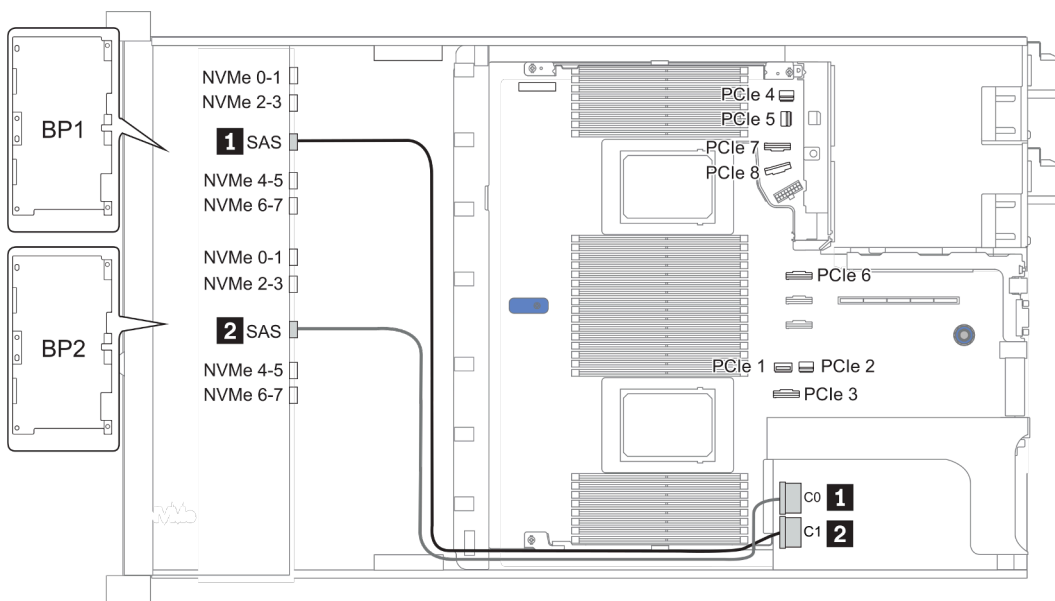 BP1
NVMe 0-1
NVMe 2-3
1 SAS
NVMe 4-5
NVMe 6-7
BP2
NVMe 0-1
NVMe 2-3
2 SAS
NVMe 4-5
NVMe 6-7
PCIe 4
PCIe 5
PCIe 7
PCIe 8
PCIe 6
PCIe 1
PCIe 2
PCIe 3
C0 1
C1 2